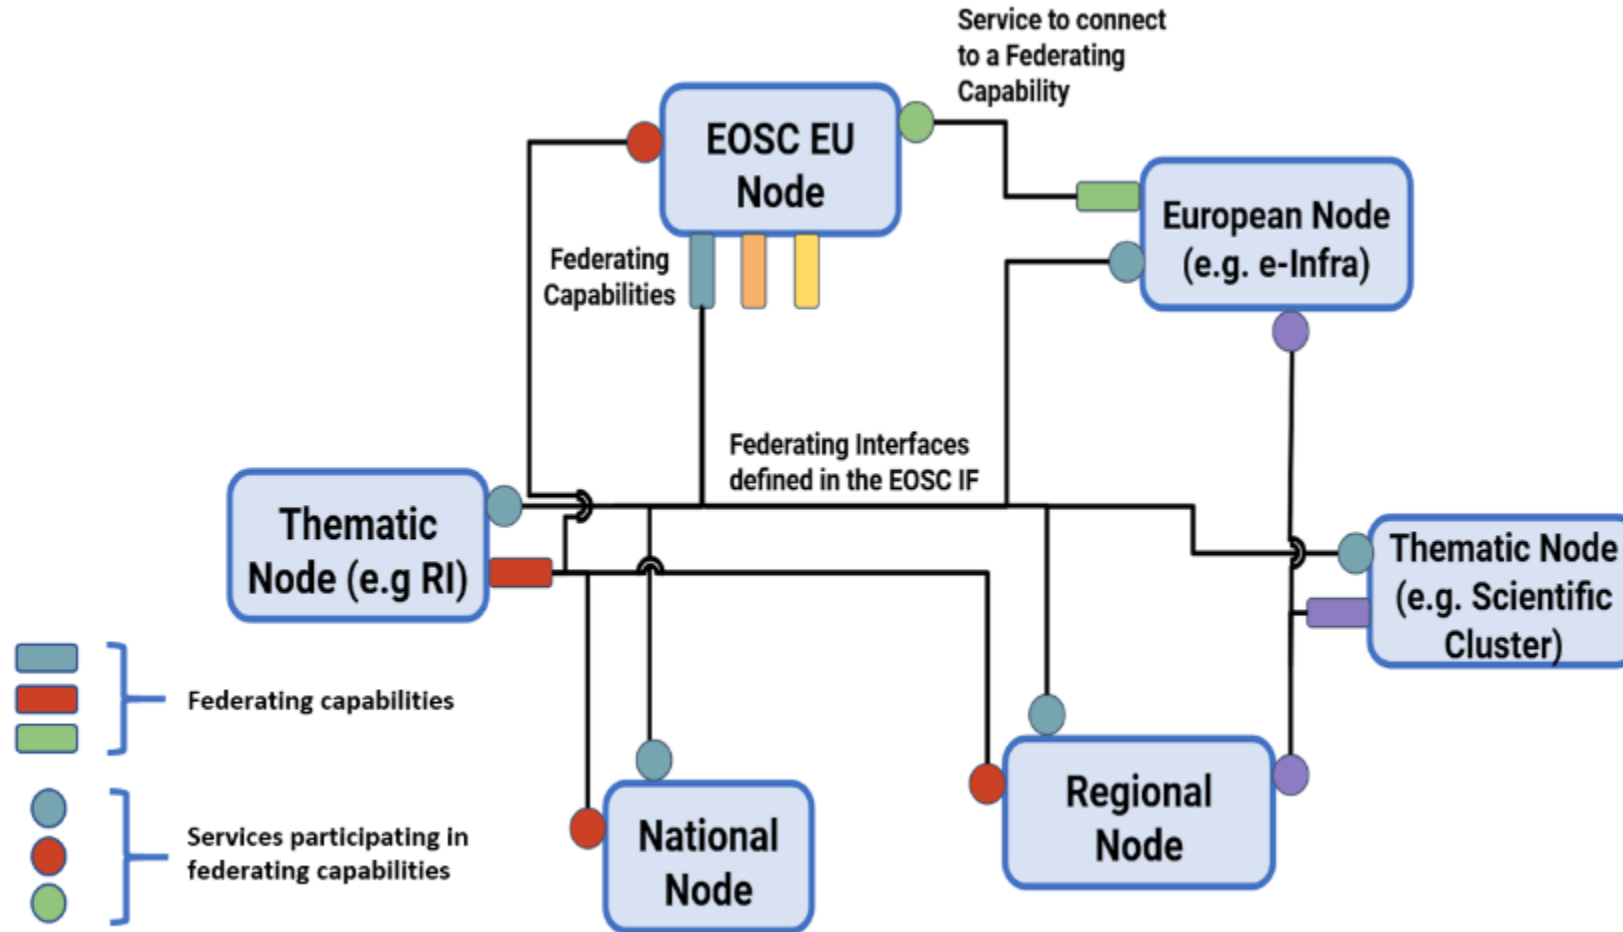 Service to connect
to a Federating
Capability
EOSC EU
Node
European Node
(e.g. e-Infra)
Federating
Capabilities
Federating Interfaces
defined in the EOSC IF
Thematic
Node (e.g RI)
Thematic Node
(e.g. Scientific
Cluster)
Federating capabilities
Services participating in
federating capabilities
National
Node
Regional
Node